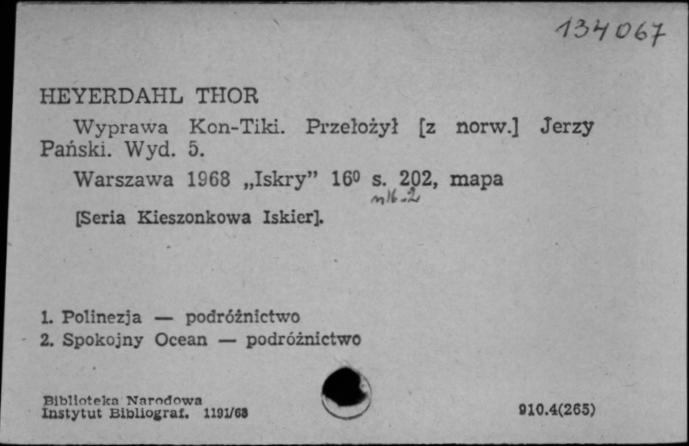 134067
HEYERDAHL THOR
Wyprawa Kon-Tiki. Przełożył [z norw.] Jerzy
Pański. Wyd. 5.
Warszawa 1968 „Iskry” 16⁰ s. 202, mapa
[Seria Kieszonkowa Iskier].
1. Polinezja — podróżnictwo
2. Spokojny Ocean — podróżnictwo
Biblioteka Narodowa
Instytut Bibliograf. 1191/68
910.4(265)